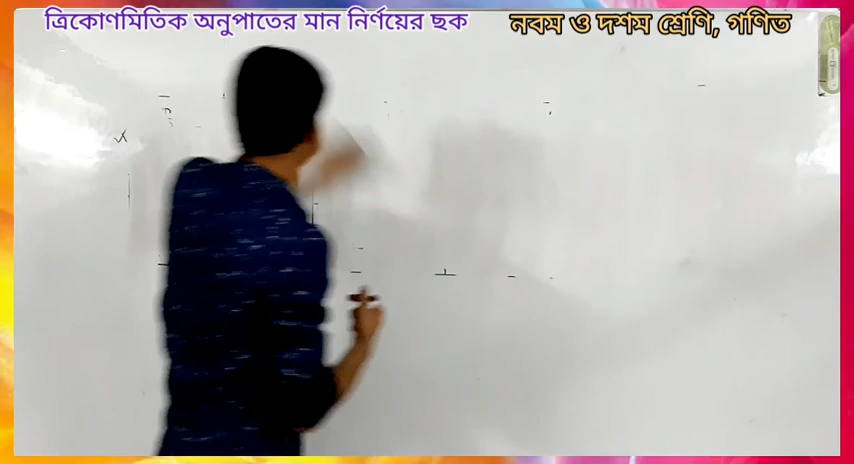 ত্রিকোণমিতিক অনুপাতের মান নির্ণয়ের ছক
নবম ও দশম শ্রেণি, গণিত